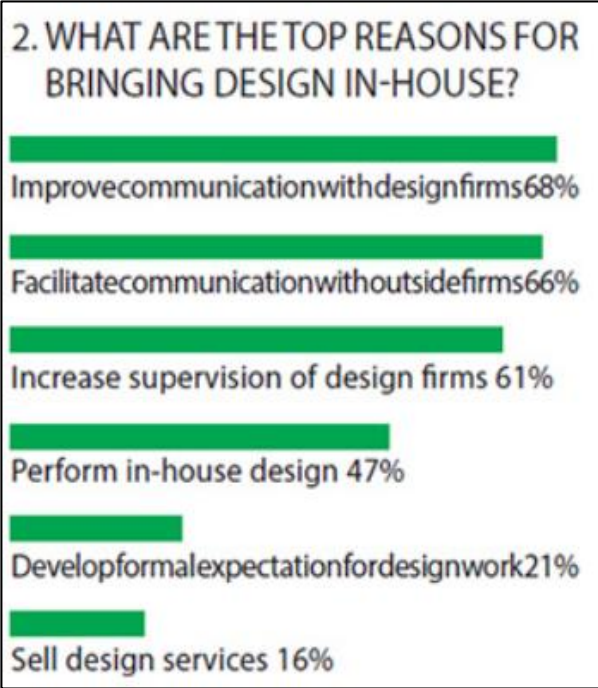 2. WHAT ARE THE TOP REASONS FOR
BRINGING DESIGN IN-HOUSE?
Improvecommunicationwithdesignfirms68%
Facilitatecommunicationwithoutsidefirms66%
Increase supervision of design firms 61%
Perform in-house design 47%
Developformalexpectationfordesignwork21%
Sell design services 16%